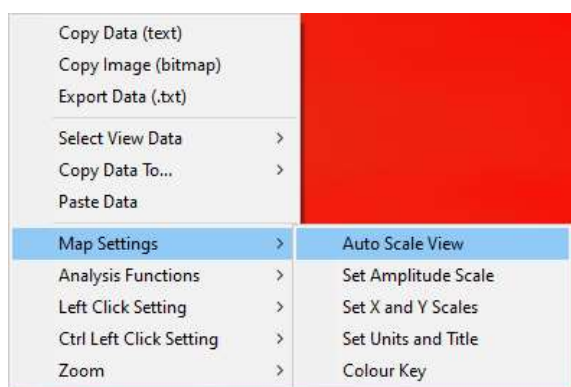 Copy Data (text)
Copy Image (bitmap)
Export Data (.txt)
Select View Data
Copy Data To...
Paste Data
Map Settings
Analysis Functions
Left Click Setting
Ctrl Left Click Setting
Zoom
Auto Scale View
Set Amplitude Scale
Set X and Y Scales
Set Units and Title
Colour Key